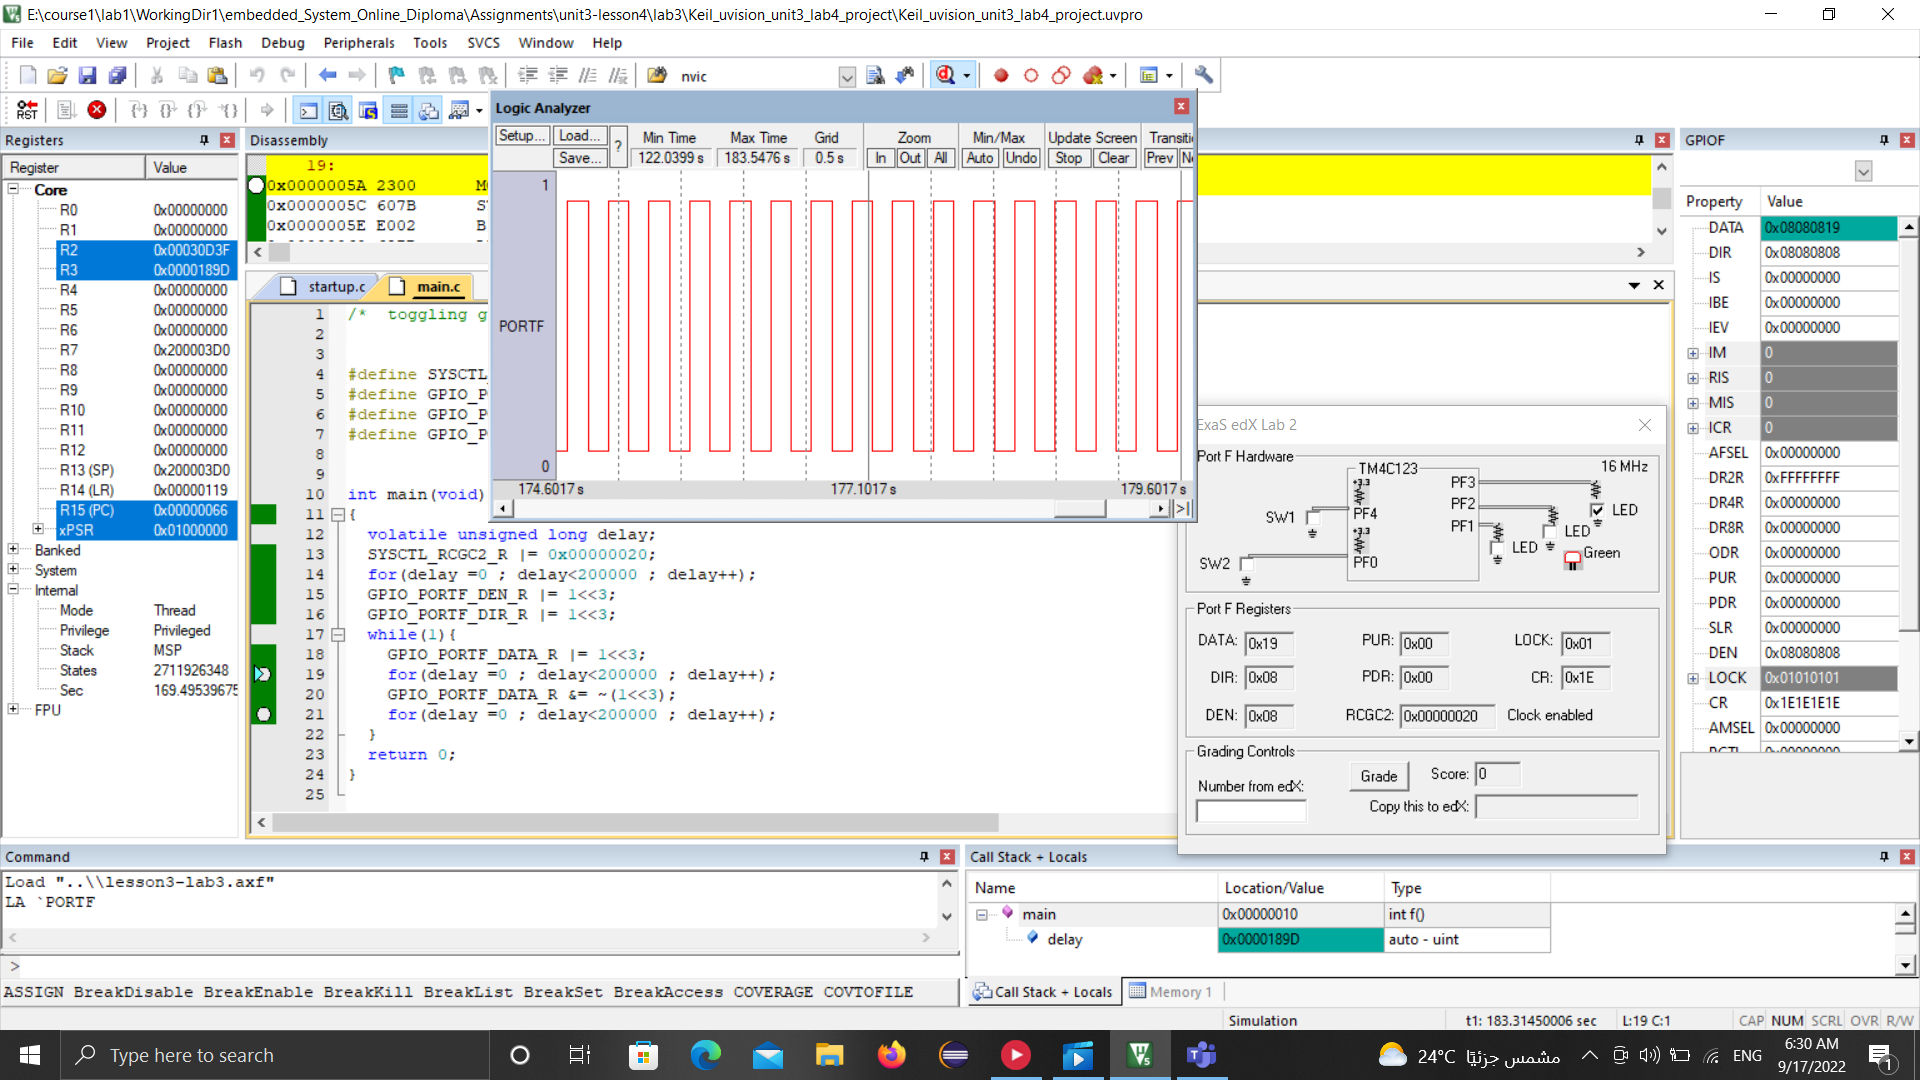 E:\course1\lab1\WorkingDir1\embedded_System_Online_Diploma\Assignments\unit3-lesson4\lab3\Keil_uvision_unit3_lab4_project\Keil_uvision_unit3_lab4_project.uvpro
File Edit View Project Flash Debug Peripherals Tools SVCS Window Help
nvic
RST
Registers
Register Value
Core
R0 0x00000000
R1 0x00000000
R2 0x00030D3F
R3 0x0000189D
R4 0x00000000
R5 0x00000000
R6 0x00000000
R7 0x200003D0
R8 0x00000000
R9 0x00000000
R10 0x00000000
R11 0x00000000
R12 0x00000000
R13 (SP) 0x200003D0
R14 (LR) 0x00000119
R15 (PC) 0x00000066
xPSR 0x01000000
Banked
System
Internal
Mode Thread
Privilege Privileged
Stack MSP
States 2711926348
Sec 169.49539675
FPU
Disassembly
19:
0x0000005A 2300
0x0000005C 607B
0x0000005E E002 B
Logic Analyzer
Setup... Load... Save... ?
Min Time Max Time Grid Zoom Min/Max Update Screen Transiti
122.0399 s 183.5476 s 0.5 s In Out All Auto Undo Stop Clear Prev
1
PORTF
0
174.6017 s 177.1017 s 179.6017 s
startup.c main.c
1 /* toggling g
2
3
4 #define SYSCTL_
5 #define GPIO_P
6 #define GPIO_P
7 #define GPIO_P
8
9
10 int main(void)
11 {
12 volatile unsigned long delay;
13 SYSCTL_RCGC2_R |= 0x00000020;
14 for(delay =0 ; delay<200000 ; delay++);
15 GPIO_PORTF_DEN_R |= 1<<3;
16 GPIO_PORTF_DIR_R |= 1<<3;
17 while(1){
18 GPIO_PORTF_DATA_R |= 1<<3;
19 for(delay =0 ; delay<200000 ; delay++);
20 GPIO_PORTF_DATA_R &= ~(1<<3);
21 for(delay =0 ; delay<200000 ; delay++);
22 }
23 return 0;
24 }
25
ExaS edX Lab 2
Port F Hardware
TM4C123 16 MHz
+3.3
PF3
PF2
PF1
PF4
+3.3
PF0
SW1
SW2
LED
LED
LED
Green
Port F Registers
DATA: 0x19 PUR: 0x00 LOCK: 0x01
DIR: 0x08 PDR: 0x00 CR: 0x1E
DEN: 0x08 RCGC2: 0x00000020 Clock enabled
Grading Controls
Number from edX:
Grade Score: 0
Copy this to edX:
GPIOF
Property Value
DATA 0x08080819
DIR 0x08080808
IS 0x00000000
IBE 0x00000000
IEV 0x00000000
IM 0
RIS 0
MIS 0
ICR 0
AFSEL 0x00000000
DR2R 0xFFFFFFFF
DR4R 0x00000000
DR8R 0x00000000
ODR 0x00000000
PUR 0x00000000
PDR 0x00000000
SLR 0x00000000
DEN 0x08080808
LOCK 0x01010101
CR 0x1E1E1E1E
AMSEL 0x00000000
Command
Load "..\\lesson3-lab3.axf"
LA `PORTF
>
ASSIGN BreakDisable BreakEnable BreakKill BreakList BreakSet BreakAccess COVERAGE COVTOFILE
Call Stack + Locals
Name Location/Value Type
main 0x00000010 int f()
delay 0x0000189D auto - uint
Call Stack + Locals Memory 1
Simulation t1: 183.31450006 sec L:19 C:1 CAP NUM SCRL OVR R/W
Type here to search
24°C مشمس جزئيًا
ENG
6:30 AM
9/17/2022
1